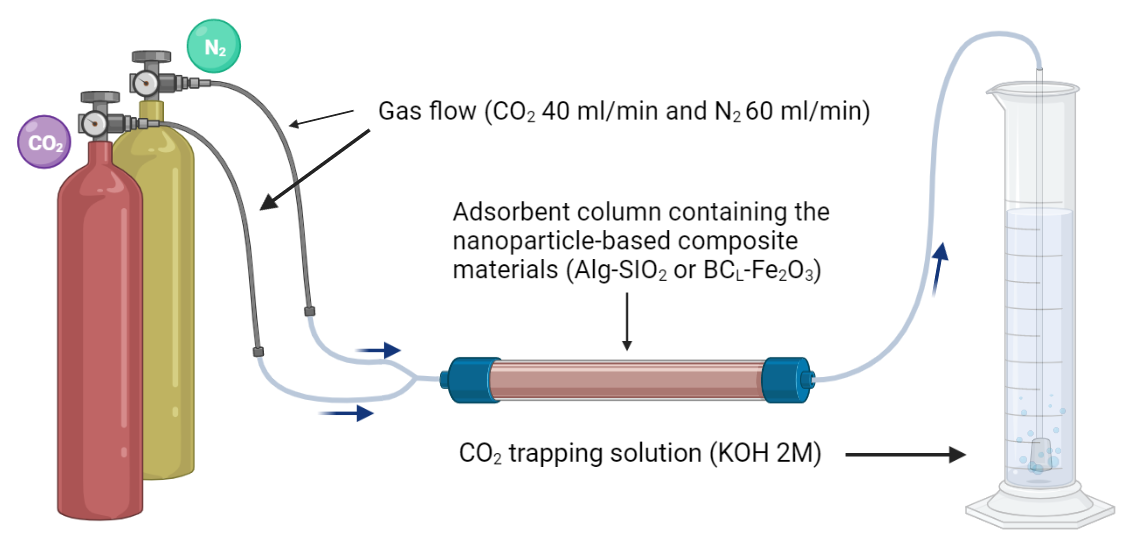 N₂
CO₂
Gas flow (CO₂ 40 ml/min and N₂ 60 ml/min)
Adsorbent column containing the
nanoparticle-based composite
materials (Alg-SIO₂ or BC_L-Fe₂O₃)
CO₂ trapping solution (KOH 2M)